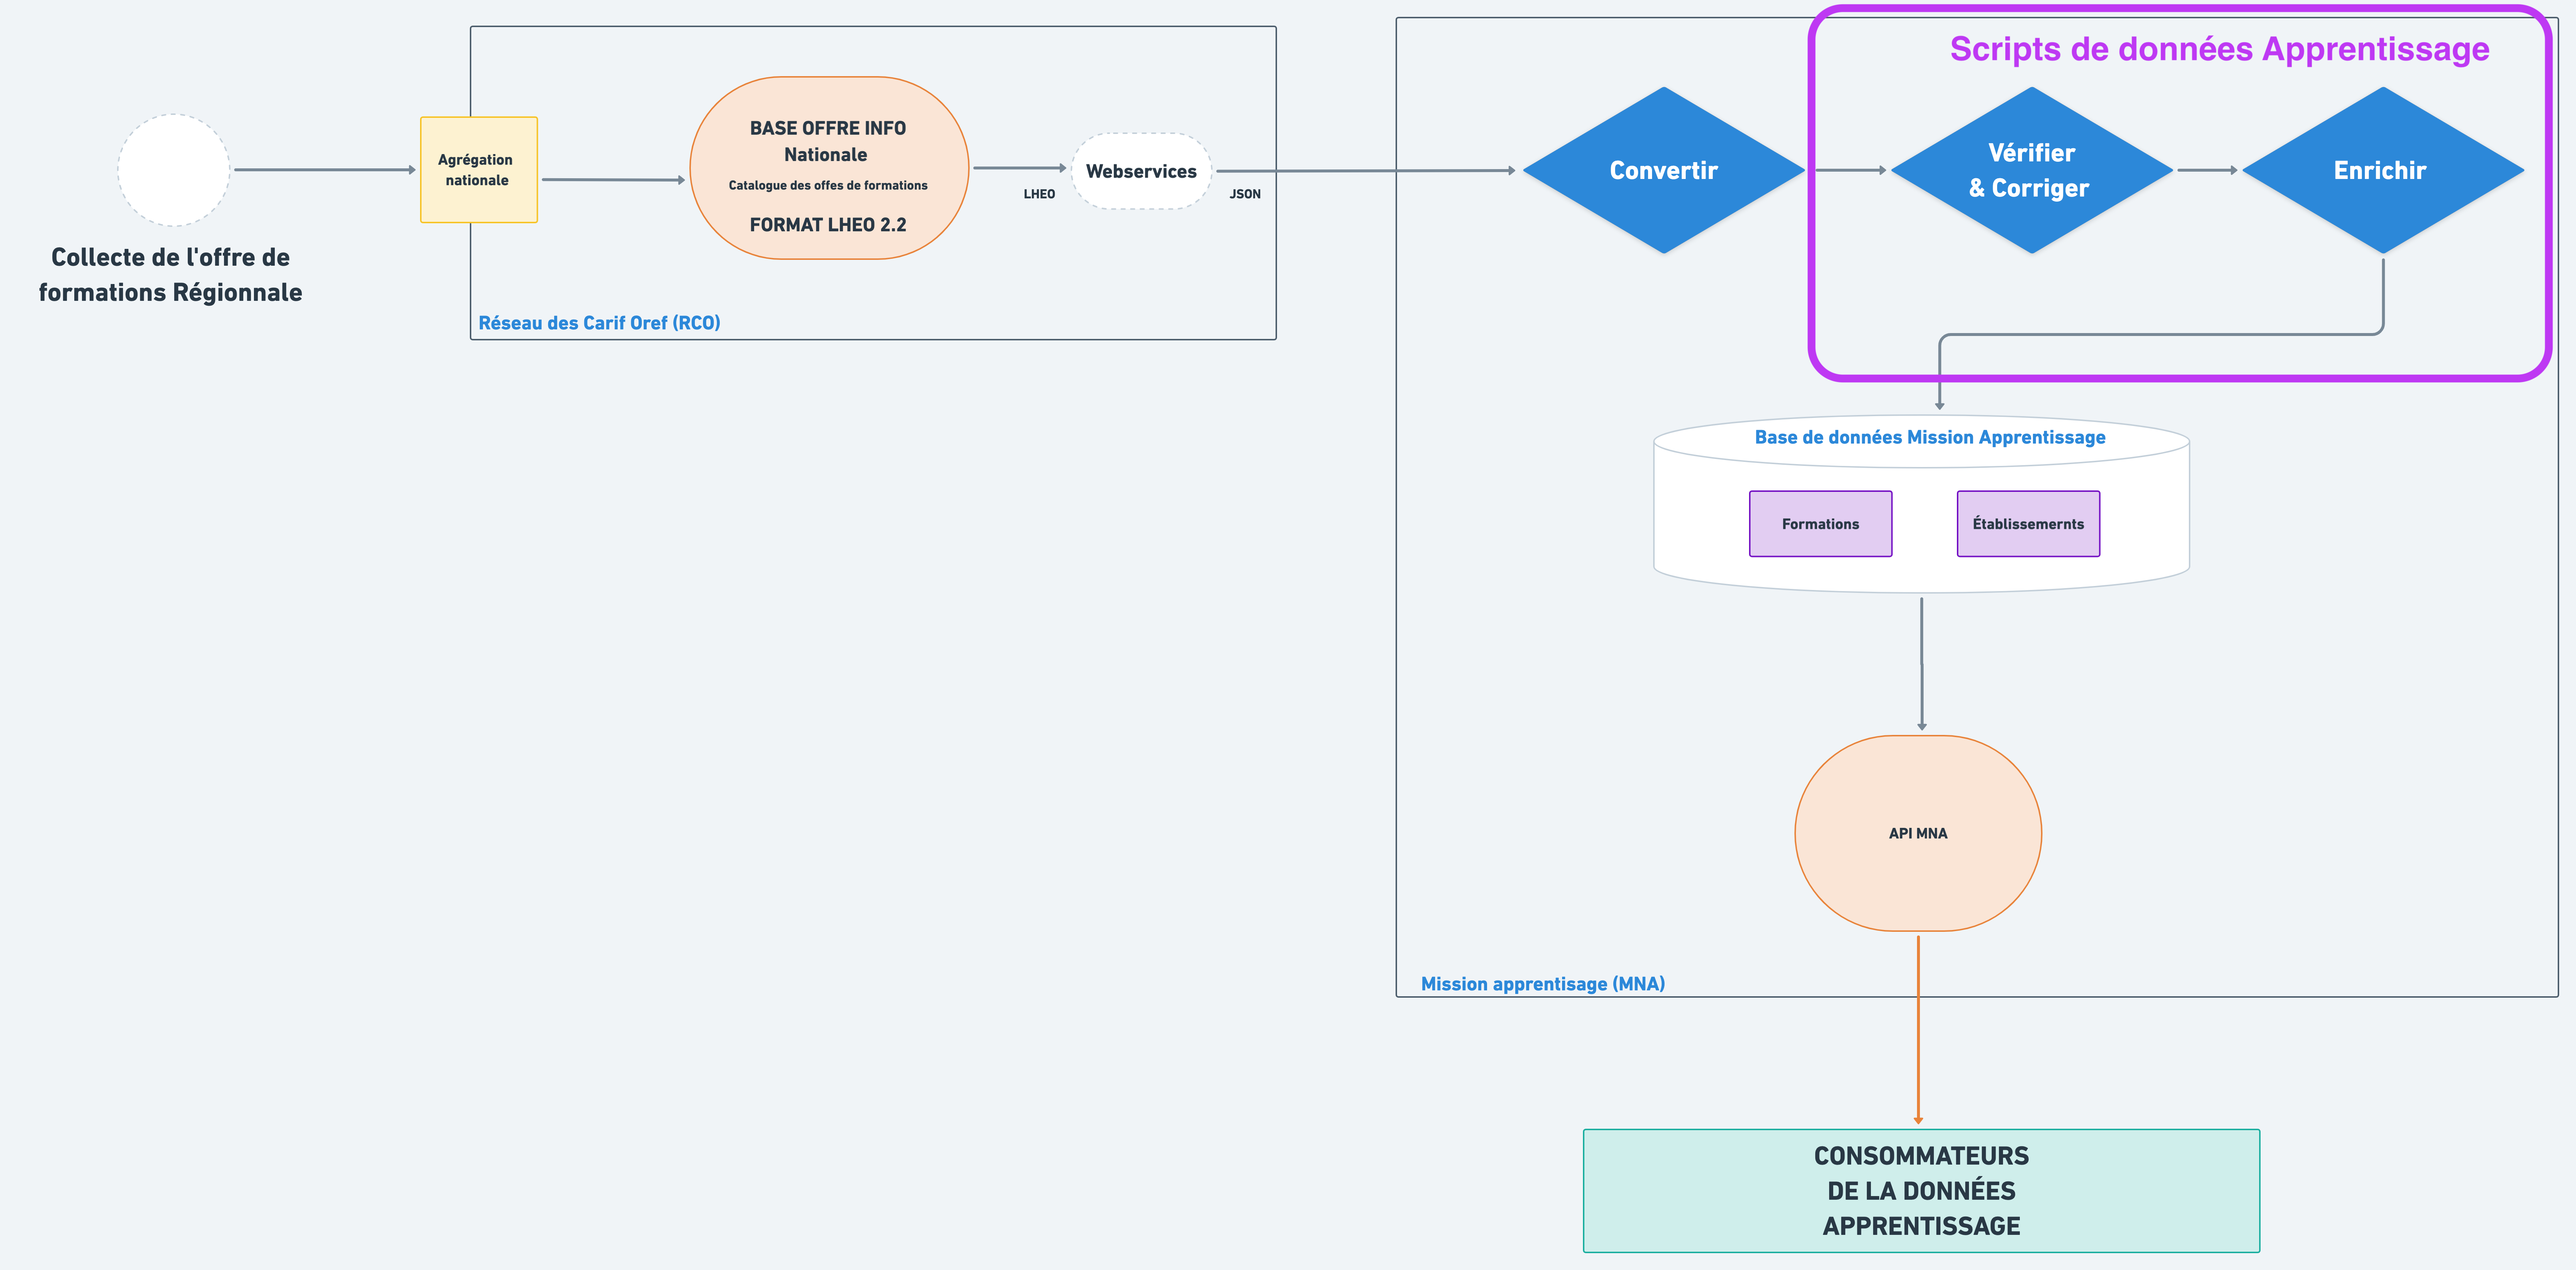 Collecte de l'offre de
formations Régionnale
Agrégation
nationale
BASE OFFRE INFO
Nationale
Catalogue des offes de formations
FORMAT LHEO 2.2
LHEO
Webservices
JSON
Réseau des Carif Oref (RCO)
Scripts de données Apprentissage
Convertir
Vérifier
& Corriger
Enrichir
Base de données Mission Apprentissage
Formations
Établissemernts
API MNA
Mission apprentisage (MNA)
CONSOMMATEURS
DE LA DONNÉES
APPRENTISSAGE